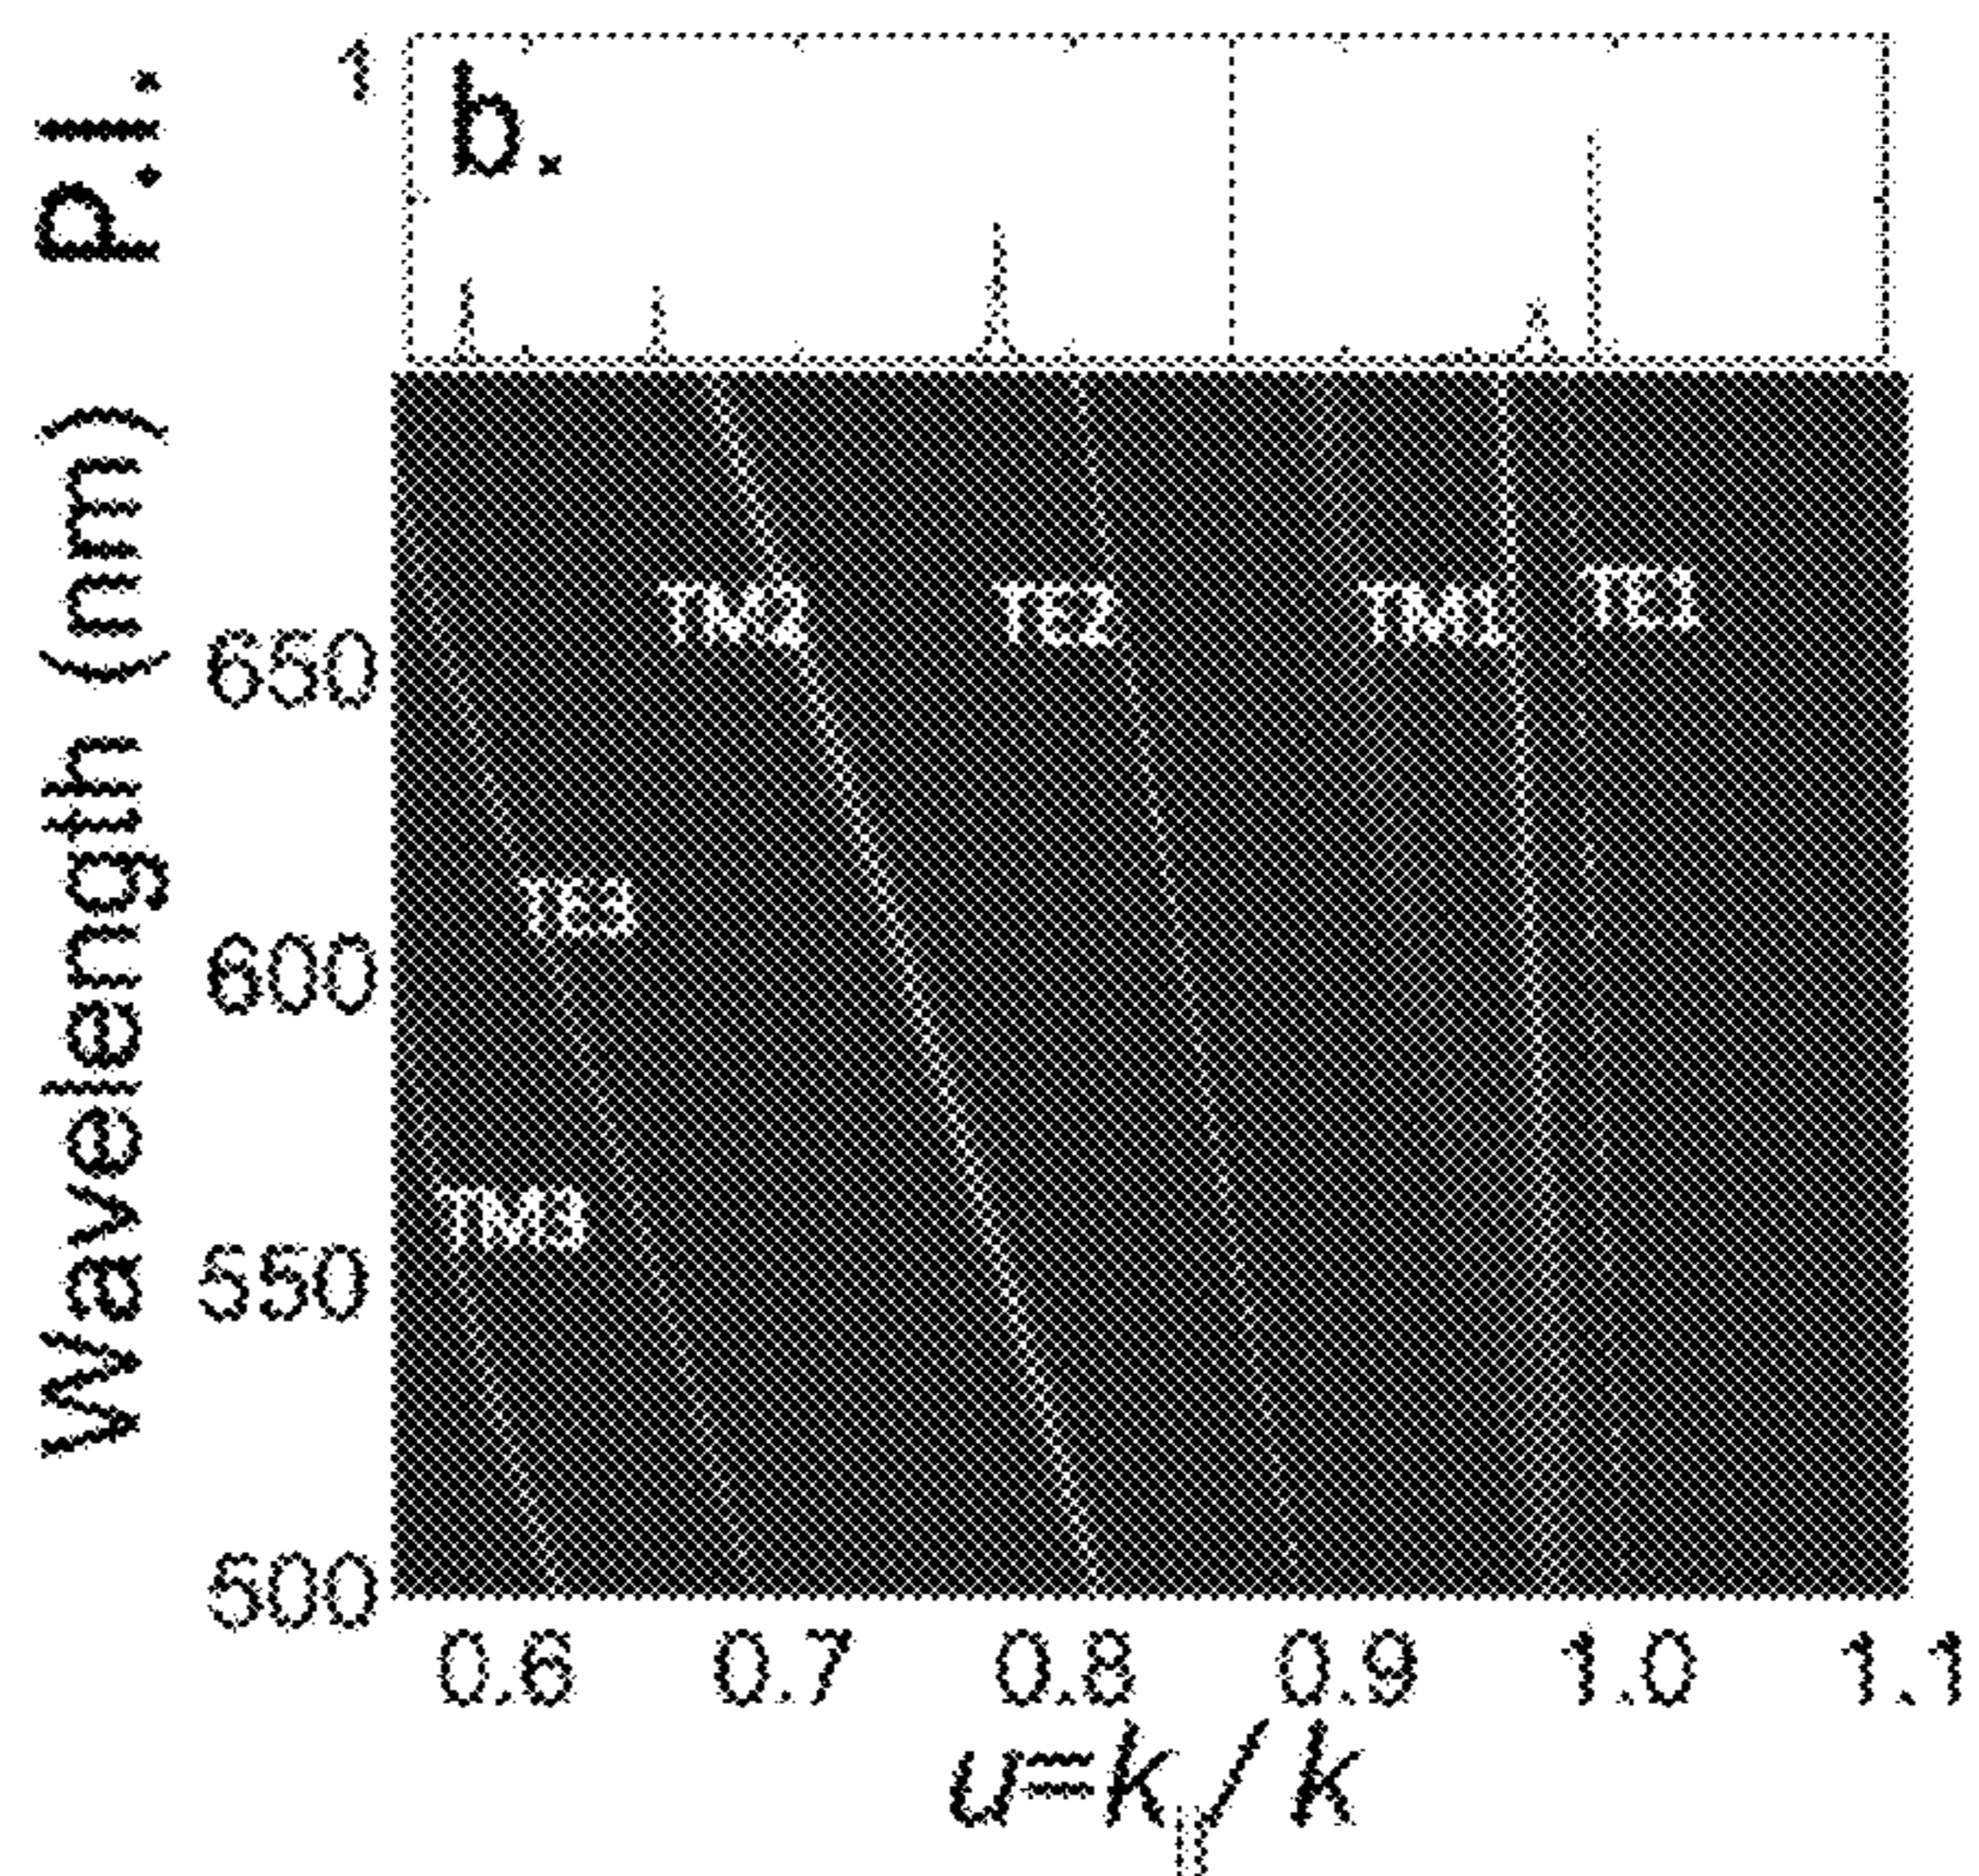 p.l.
1
b.
Wavelength (nm)
TM2 TE2 TM1 TE1
650
TE3
600
TM3
550
500
0.6 0.7 0.8 0.9 1.0 1.1
u=k||/k